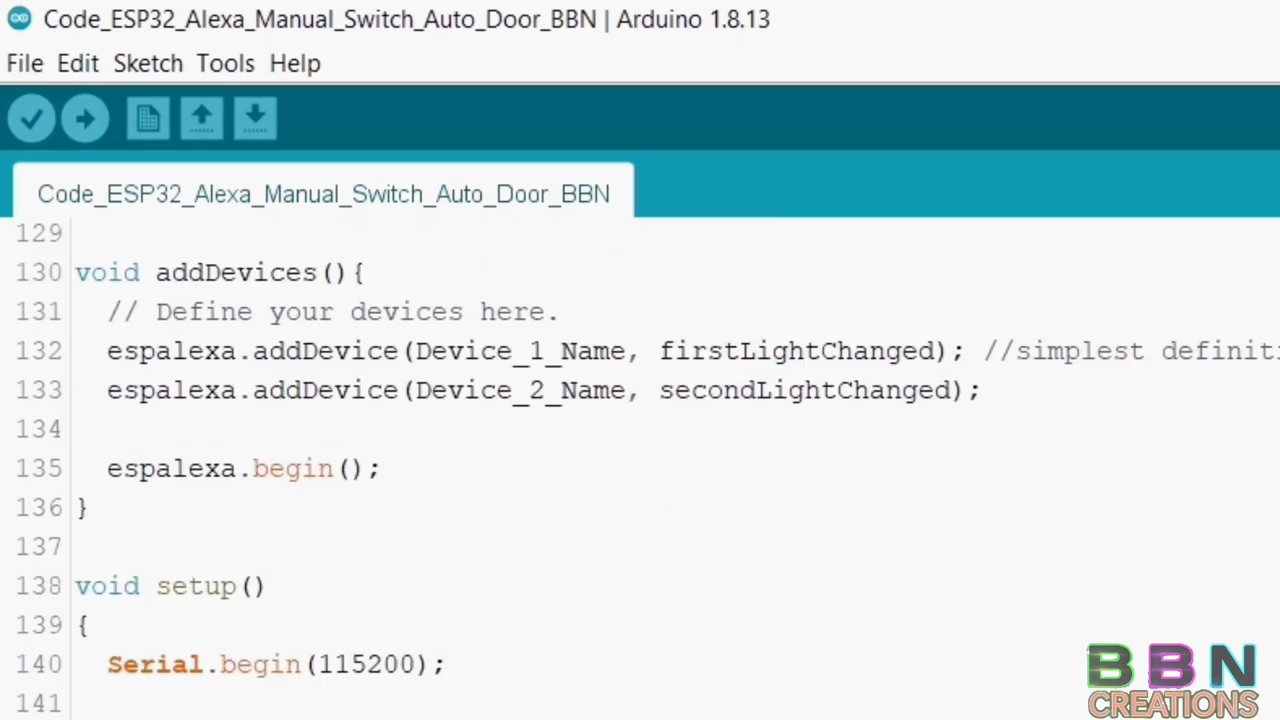 Code_ESP32_Alexa_Manual_Switch_Auto_Door_BBN | Arduino 1.8.13
File Edit Sketch Tools Help
Code_ESP32_Alexa_Manual_Switch_Auto_Door_BBN
129
130 void addDevices(){
131 // Define your devices here.
132 espalexa.addDevice(Device_1_Name, firstLightChanged); //simplest definiti
133 espalexa.addDevice(Device_2_Name, secondLightChanged);
134
135 espalexa.begin();
136 }
137
138 void setup()
139 {
140 Serial.begin(115200);
141
BBN
CREATIONS